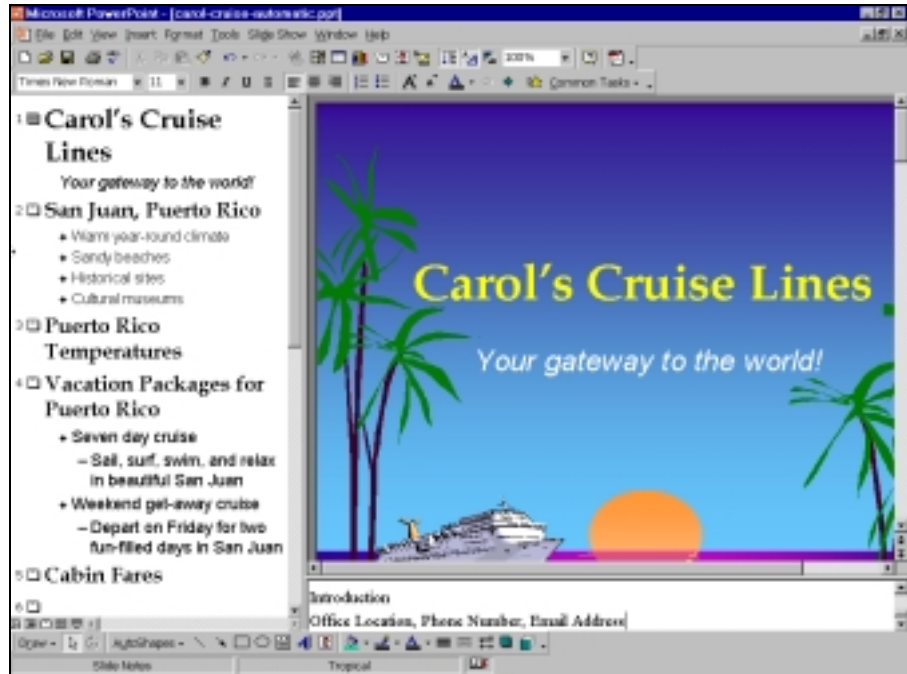 Microsoft PowerPoint - [carol-cruise-automatic.ppt]
File Edit View Insert Format Tools Slide Show Window Help
100%
Times New Roman 11 B I U S A A A Common Tasks
1 Carol's Cruise
Lines
Your gateway to the world!
2 San Juan, Puerto Rico
Warm year-round climate
Sandy beaches
Historical sites
Cultural museums
3 Puerto Rico
Temperatures
4 Vacation Packages for
Puerto Rico
Seven day cruise
– Sail, surf, swim, and relax
in beautiful San Juan
Weekend get-away cruise
– Depart on Friday for two
fun-filled days in San Juan
5 Cabin Fares
6
Carol's Cruise Lines
Your gateway to the world!
Introduction
Office Location, Phone Number, Email Address
Draw AutoShapes A
Slide Notes Tropical